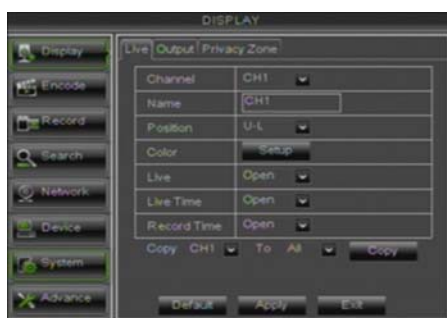 DISPLAY
Live Output Privacy Zone
Display
Encode
Record
Search
Network
Device
System
Advance
Channel CH1
Name CH1
Position U-L
Color Setup
Live Open
Live Time Open
Record Time Open
Copy CH1 To All Copy
Default Apply Exit